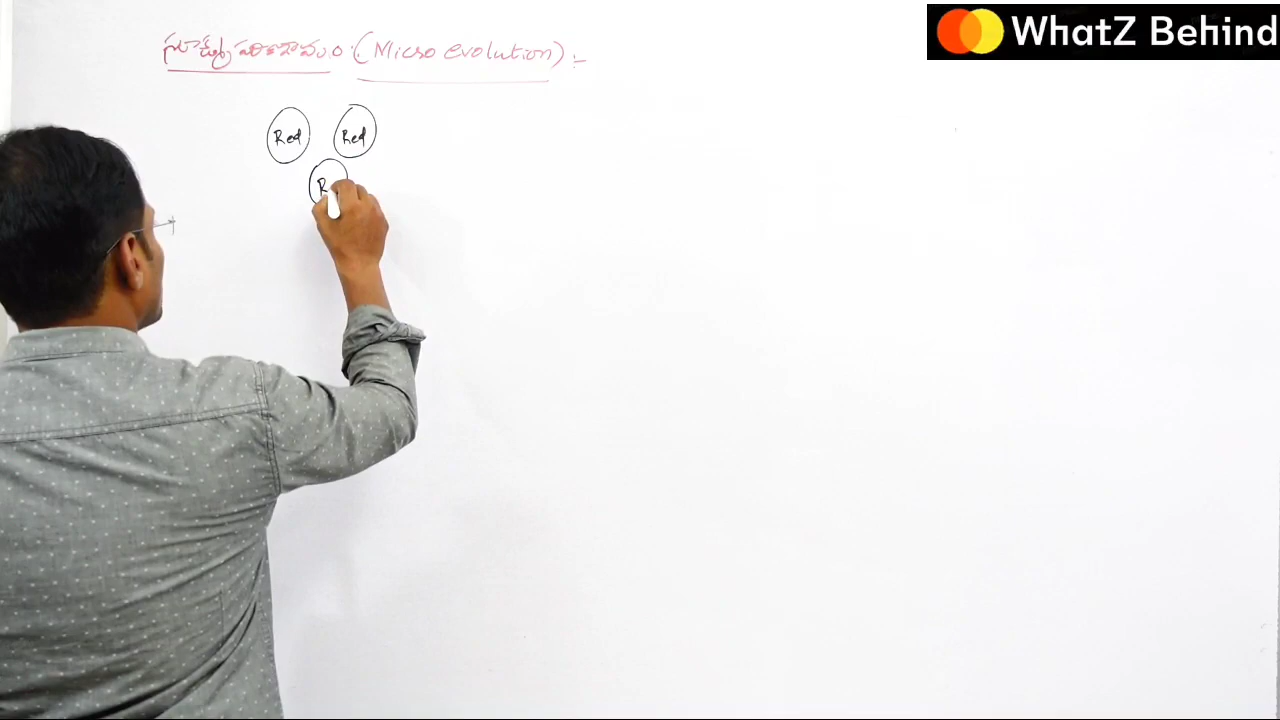 WhatZ Behind
సూక్ష్మ పరిణామం (Micro evolution) :-
Red Red
R